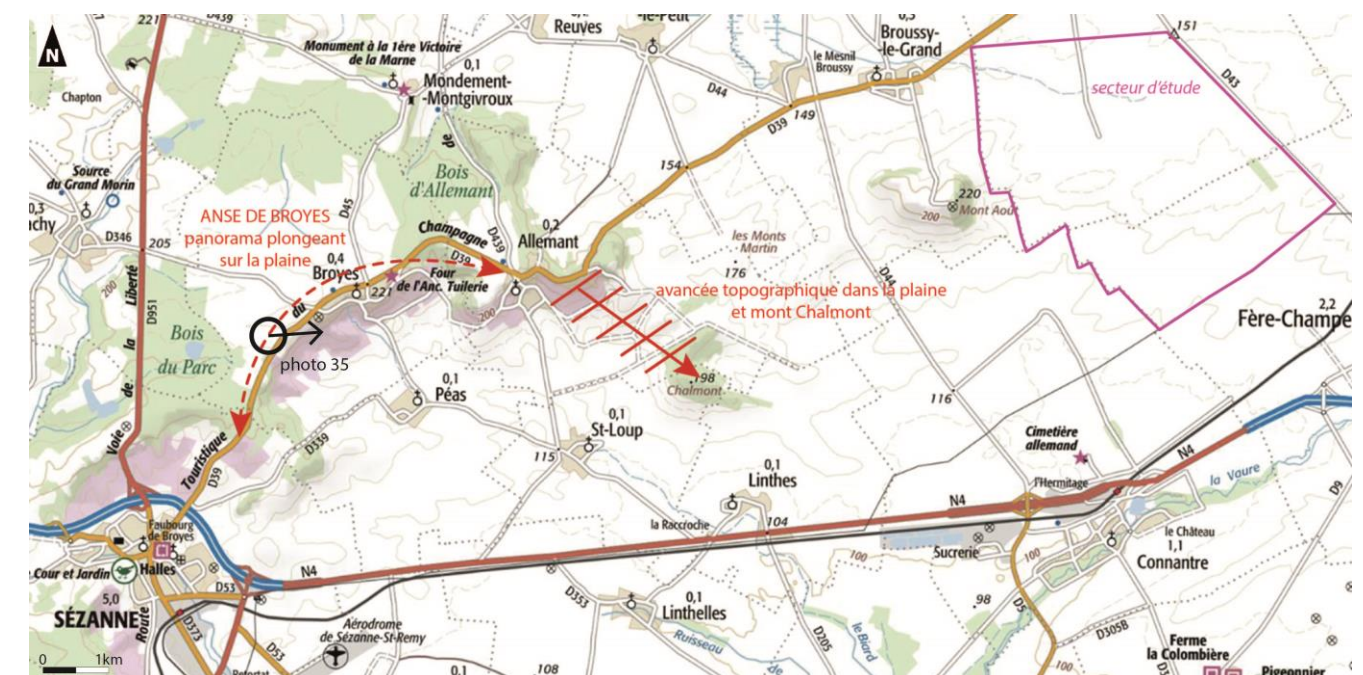 N
221
D439
Reuves
0,3
151
Monument à la 1ère Victoire
de la Marne
Broussy-
le-Grand
le Mesnil
Broussy
D43
0,1
Mondement-
-Montgivroux
secteur d'étude
Chapton
D44
149
D39
154
de
Bois
d'Allemant
Source
du Grand Morin
0,3
D45
220
Mont Août
200
ANSE DE BROYES
panorama plongeant
sur la plaine
Champagne
D439
0,2
Allemant
D346
205
D39
les Monts
Martin
176
0,4
Broyes
Four
de l'Anc. Tuilerie
221
du
D44
200
200
avancée topographique dans la plaine
et mont Chalmont
2,2
Fère-Champe
D951
Voie de la Liberté
Bois
du Parc
photo 35
198
Chalmont
0,1
Péas
116
0,1
St-Loup
115
Cimetière
allemand
Touristique
D39
D339
0,1
Linthes
l'Hermitage
N4
la Vaure
D9
N4
la Raccroche
104
Faubourg
de Broyes
le Château
1,1
Connantre
100
Sucrerie
100
Cour et Jardin
Halles
N4
D53
5,0
SÉZANNE
Route
D373
D53
D353
0,1
Linthelles
98
D5
D305B
Aérodrome
de Sézanne-St-Remy
Ruisseau
de
D205
le Biard
Ferme
la Colombière
0
1km
0,1
108
100
Pigeonnier